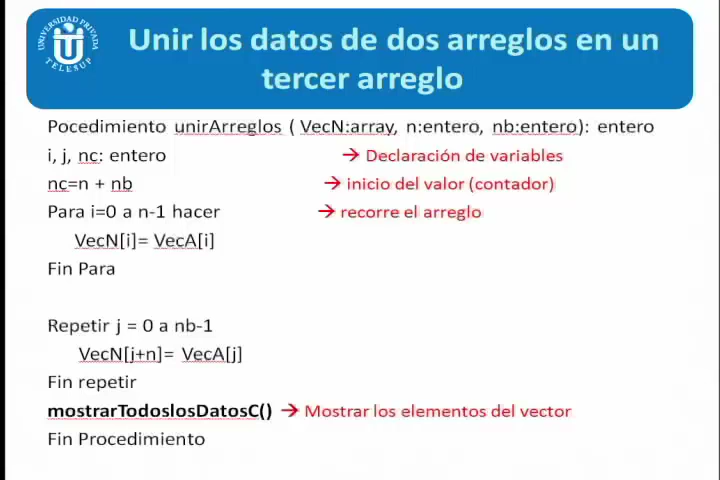 UNIVERSIDAD PRIVADA
TELESUP
Unir los datos de dos arreglos en un
tercer arreglo
Pocedimiento unirArreglos ( VecN:array, n:entero, nb:entero): entero
i, j, nc: entero → Declaración de variables
nc=n + nb → inicio del valor (contador)
Para i=0 a n-1 hacer → recorre el arreglo
VecN[i]= VecA[i]
Fin Para
Repetir j = 0 a nb-1
VecN[j+n]= VecA[j]
Fin repetir
mostrarTodoslosDatosC() → Mostrar los elementos del vector
Fin Procedimiento